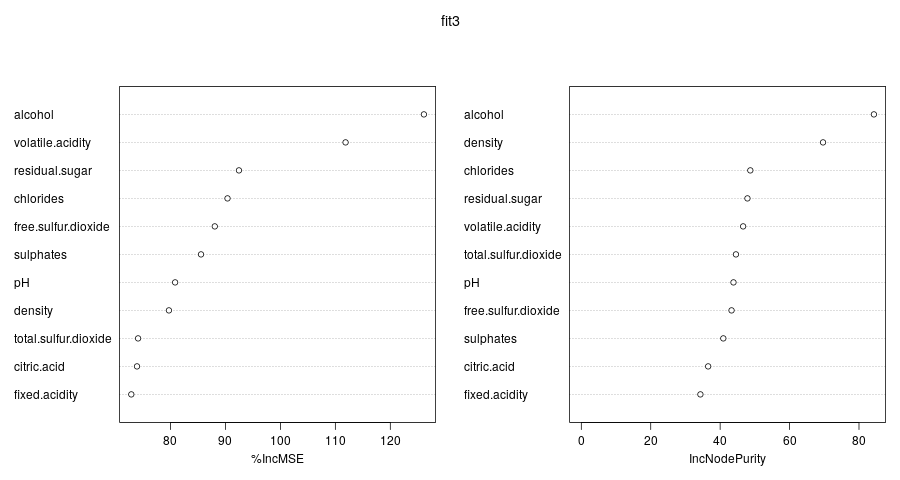 fit3
alcohol
volatile.acidity
residual.sugar
chlorides
free.sulfur.dioxide
sulphates
pH
density
total.sulfur.dioxide
citric.acid
fixed.acidity
80 90 100 110 120
%IncMSE
alcohol
density
chlorides
residual.sugar
volatile.acidity
total.sulfur.dioxide
pH
free.sulfur.dioxide
sulphates
citric.acid
fixed.acidity
0 20 40 60 80
IncNodePurity